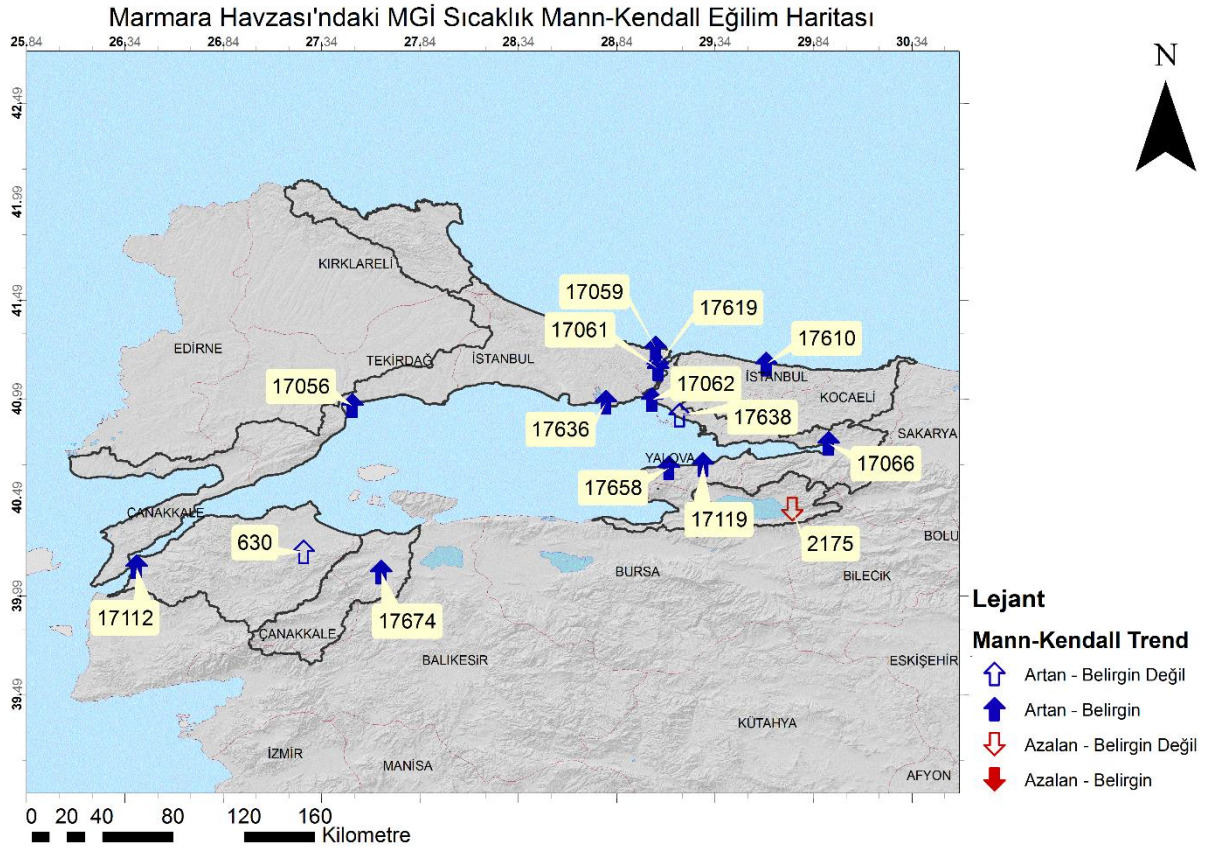 Marmara Havzası'ndaki MGİ Sıcaklık Mann-Kendall Eğilim Haritası
25,84 26,34 26,84 27,34 27,84 28,34 28,84 29,34 29,84 30,34
N
42,49
41,99
KIRKLARELİ
17059
17619
41,49
17061
17610
EDİRNE
TEKİRDAĞ
İSTANBUL
17056
17062
İSTANBUL
KOCAELİ
40,99
17636
17638
SAKARYA
YALOVA
17066
17658
40,49
17119
ÇANAKKALE
630
2175
BOLU
BURSA
BİLECİK
39,99
17112
17674
Lejant
ÇANAKKALE
Mann-Kendall Trend
BALIKESİR
ESKİŞEHİR
Artan - Belirgin Değil
39,49
Artan - Belirgin
KÜTAHYA
Azalan - Belirgin Değil
İZMİR
MANİSA
AFYON
Azalan - Belirgin
0 20 40 80 120 160
Kilometre